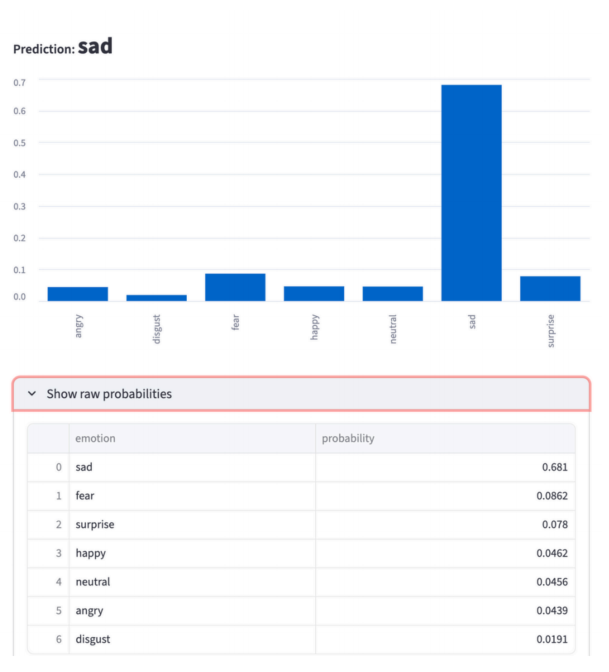 Prediction: sad
0.7
0.6
0.5
0.4
0.3
0.2
0.1
0.0
angry disgust fear happy neutral sad surprise
Show raw probabilities
emotion probability
0 sad 0.681
1 fear 0.0862
2 surprise 0.078
3 happy 0.0462
4 neutral 0.0456
5 angry 0.0439
6 disgust 0.0191